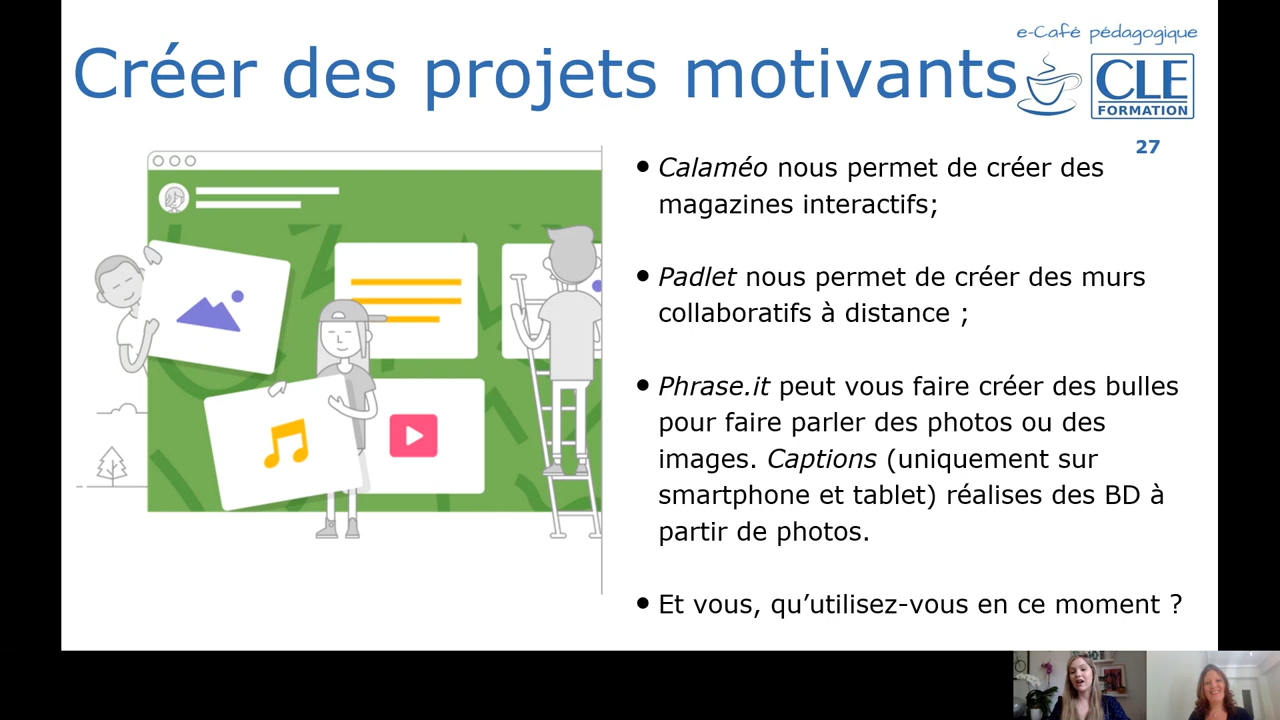 e-Café pédagogique
Créer des projets motivants
CLE
FORMATION
27
• Calaméo nous permet de créer des
magazines interactifs;
• Padlet nous permet de créer des murs
collaboratifs à distance ;
• Phrase.it peut vous faire créer des bulles
pour faire parler des photos ou des
images. Captions (uniquement sur
smartphone et tablet) réalises des BD à
partir de photos.
• Et vous, qu’utilisez-vous en ce moment ?